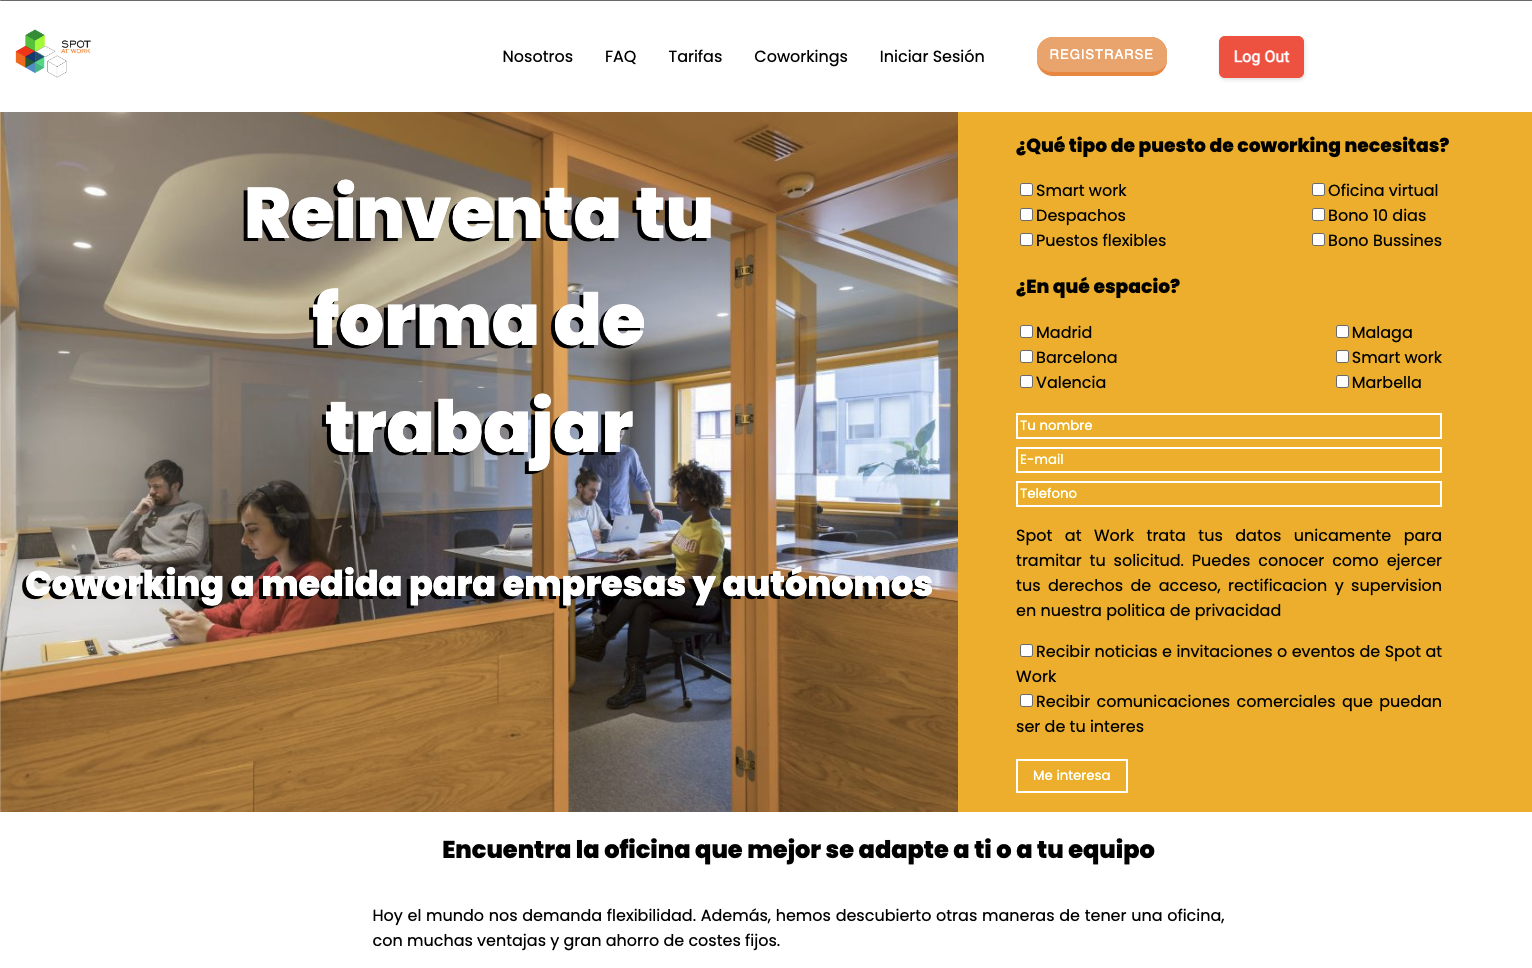 SPOT
AT WORK
Nosotros
FAQ
Tarifas
Coworkings
Iniciar Sesión
REGISTRARSE
Log Out
Reinventa tu
forma de
trabajar
Coworking a medida para empresas y autónomos
¿Qué tipo de puesto de coworking necesitas?
Smart work
Despachos
Puestos flexibles
Oficina virtual
Bono 10 dias
Bono Bussines
¿En qué espacio?
Madrid
Barcelona
Valencia
Malaga
Smart work
Marbella
Tu nombre
E-mail
Telefono
Spot at Work trata tus datos unicamente para
tramitar tu solicitud. Puedes conocer como ejercer
tus derechos de acceso, rectificacion y supervision
en nuestra politica de privacidad
Recibir noticias e invitaciones o eventos de Spot at
Work
Recibir comunicaciones comerciales que puedan
ser de tu interes
Me interesa
Encuentra la oficina que mejor se adapte a ti o a tu equipo
Hoy el mundo nos demanda flexibilidad. Además, hemos descubierto otras maneras de tener una oficina,
con muchas ventajas y gran ahorro de costes fijos.